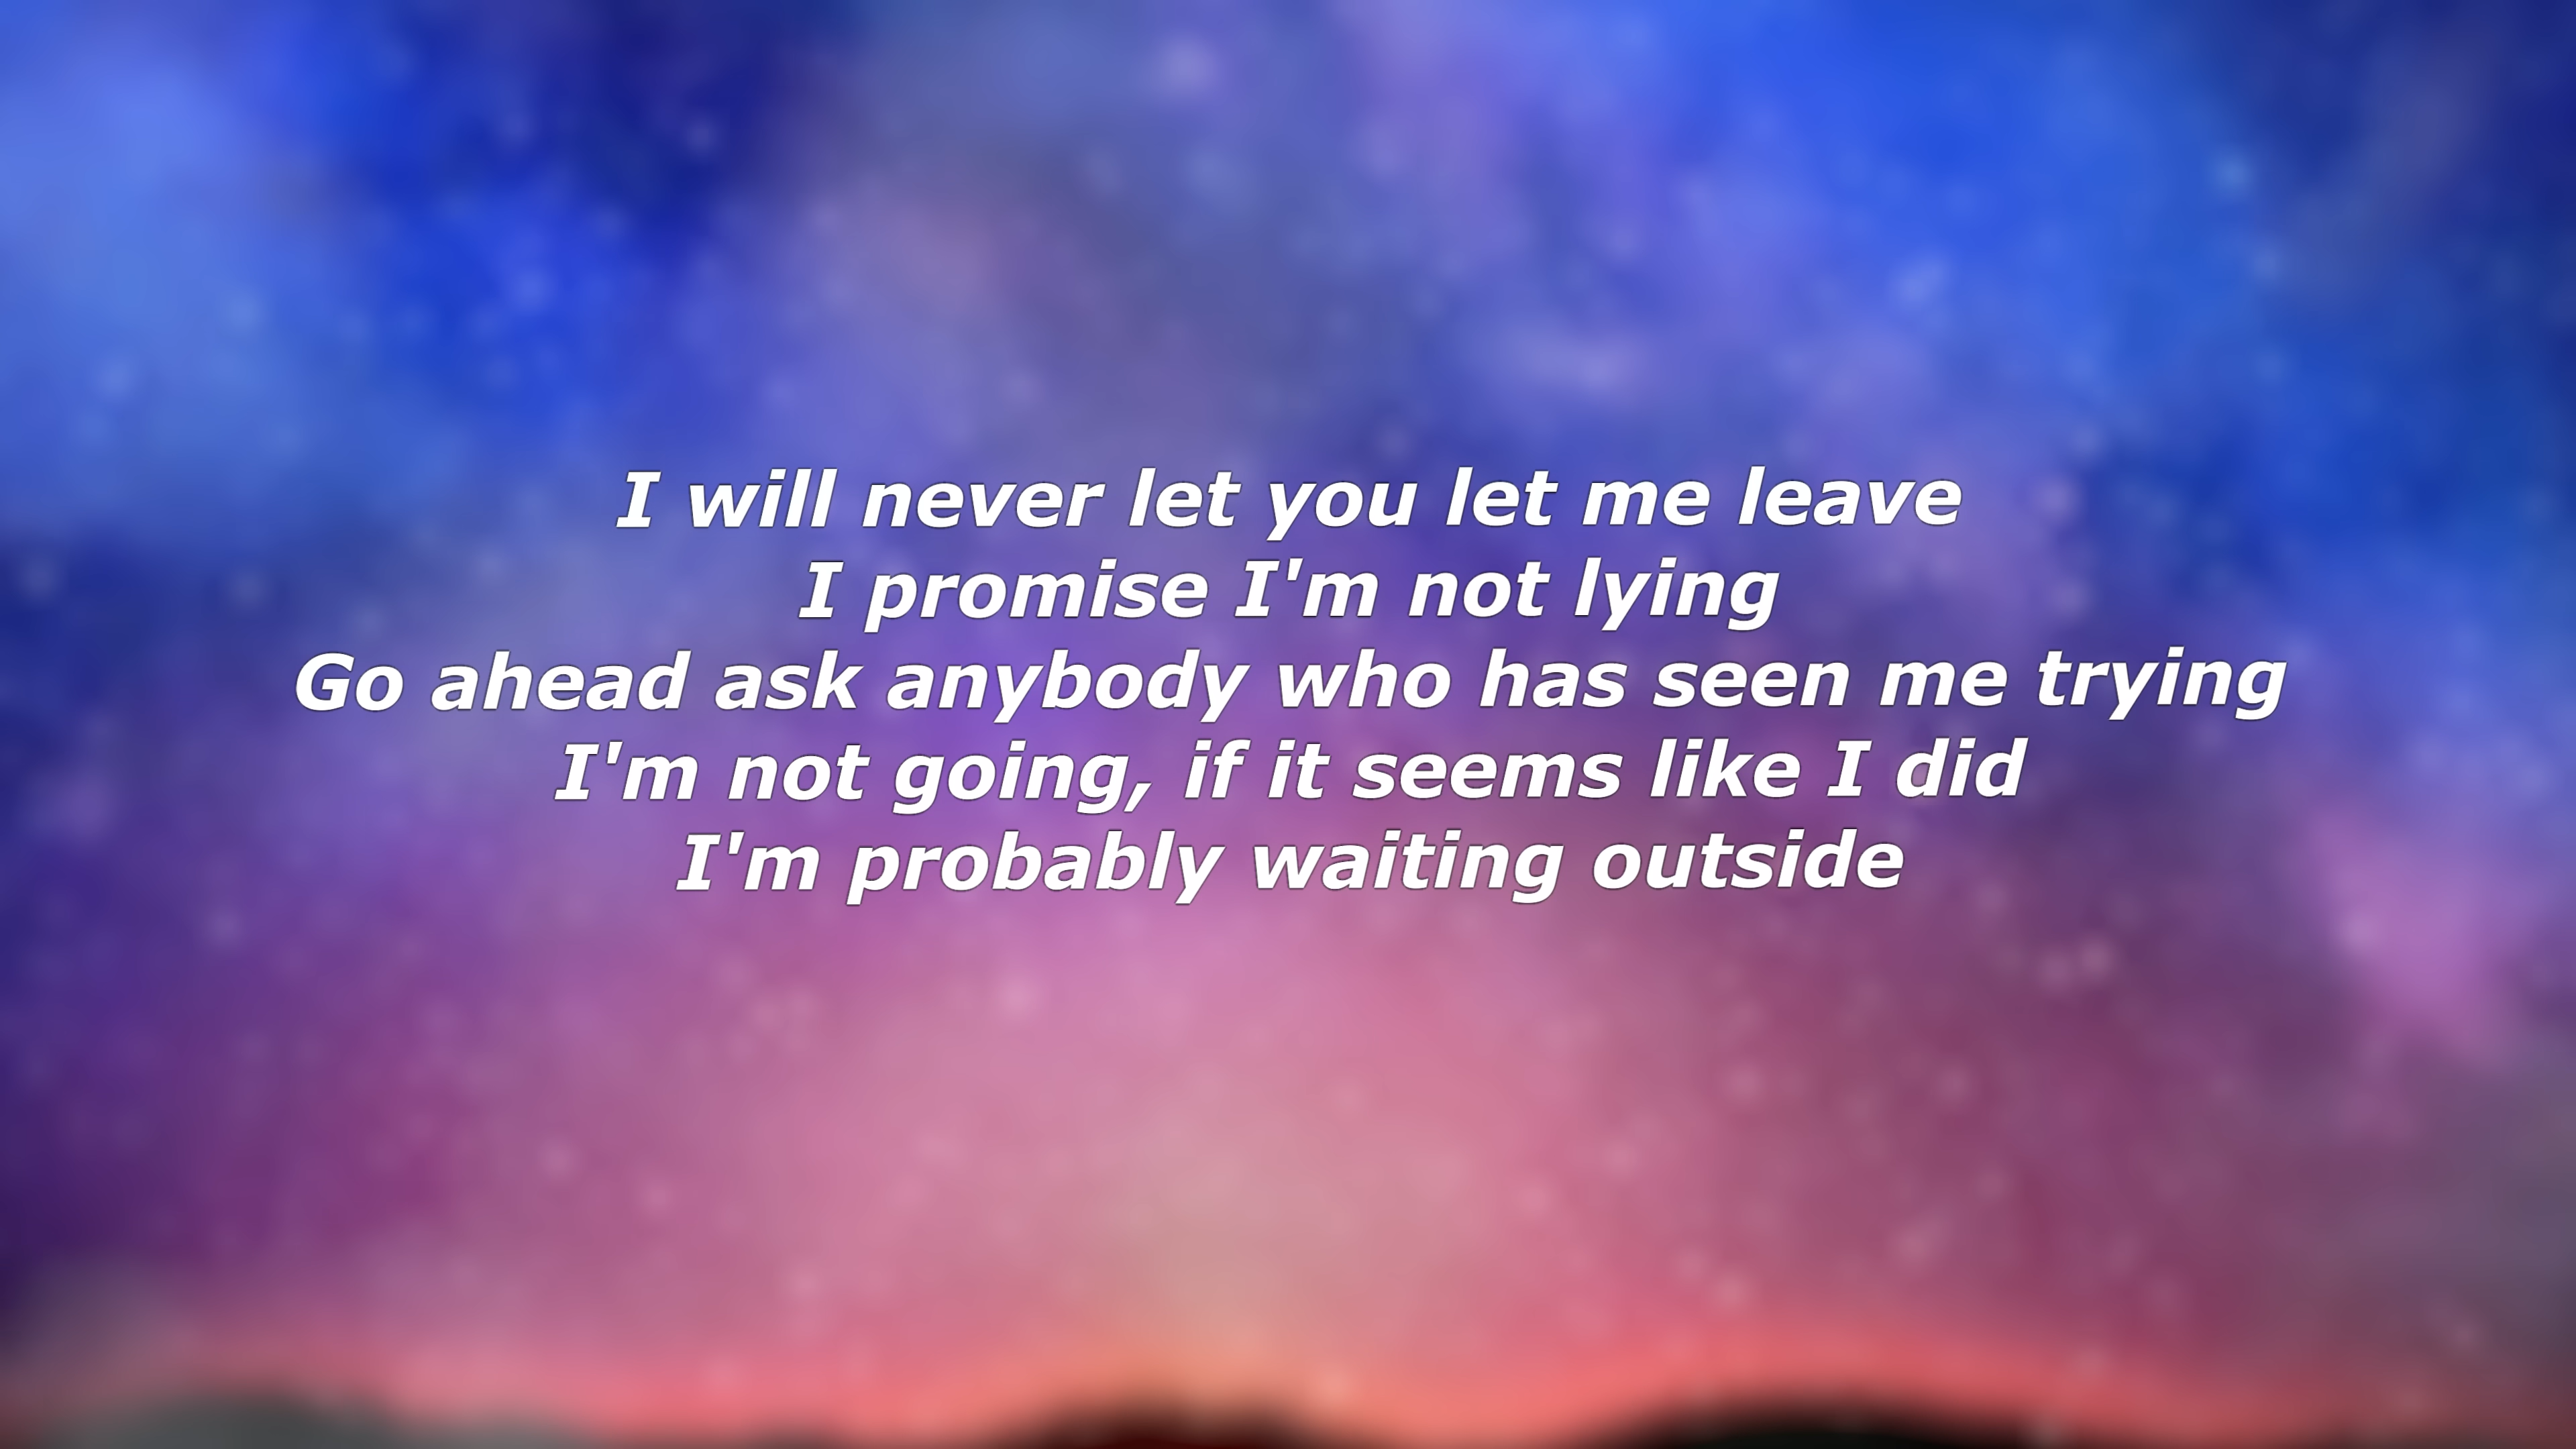 I will never let you let me leave
I promise I'm not lying
Go ahead ask anybody who has seen me trying
I'm not going, if it seems like I did
I'm probably waiting outside